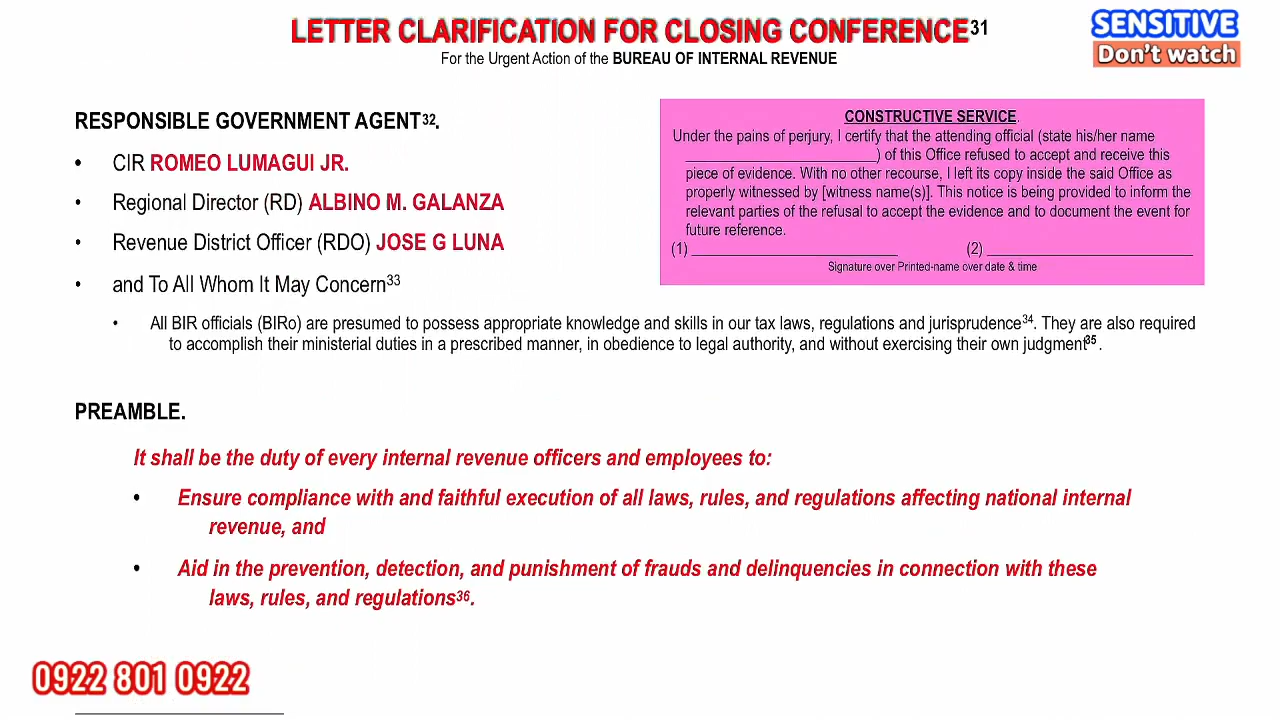 LETTER CLARIFICATION FOR CLOSING CONFERENCE31
For the Urgent Action of the BUREAU OF INTERNAL REVENUE
SENSITIVE
Don't watch
RESPONSIBLE GOVERNMENT AGENT32.
• CIR ROMEO LUMAGUI JR.
• Regional Director (RD) ALBINO M. GALANZA
• Revenue District Officer (RDO) JOSE G LUNA
• and To All Whom It May Concern33
CONSTRUCTIVE SERVICE.
Under the pains of perjury, I certify that the attending official (state his/her name
______________________) of this Office refused to accept and receive this
piece of evidence. With no other recourse, I left its copy inside the said Office as
properly witnessed by [witness name(s)]. This notice is being provided to inform the
relevant parties of the refusal to accept the evidence and to document the event for
future reference.
(1) ______________________ (2) ______________________
Signature over Printed-name over date & time
• All BIR officials (BIRo) are presumed to possess appropriate knowledge and skills in our tax laws, regulations and jurisprudence34. They are also required
to accomplish their ministerial duties in a prescribed manner, in obedience to legal authority, and without exercising their own judgment35.
PREAMBLE.
It shall be the duty of every internal revenue officers and employees to:
• Ensure compliance with and faithful execution of all laws, rules, and regulations affecting national internal
revenue, and
• Aid in the prevention, detection, and punishment of frauds and delinquencies in connection with these
laws, rules, and regulations36.
0922 801 0922